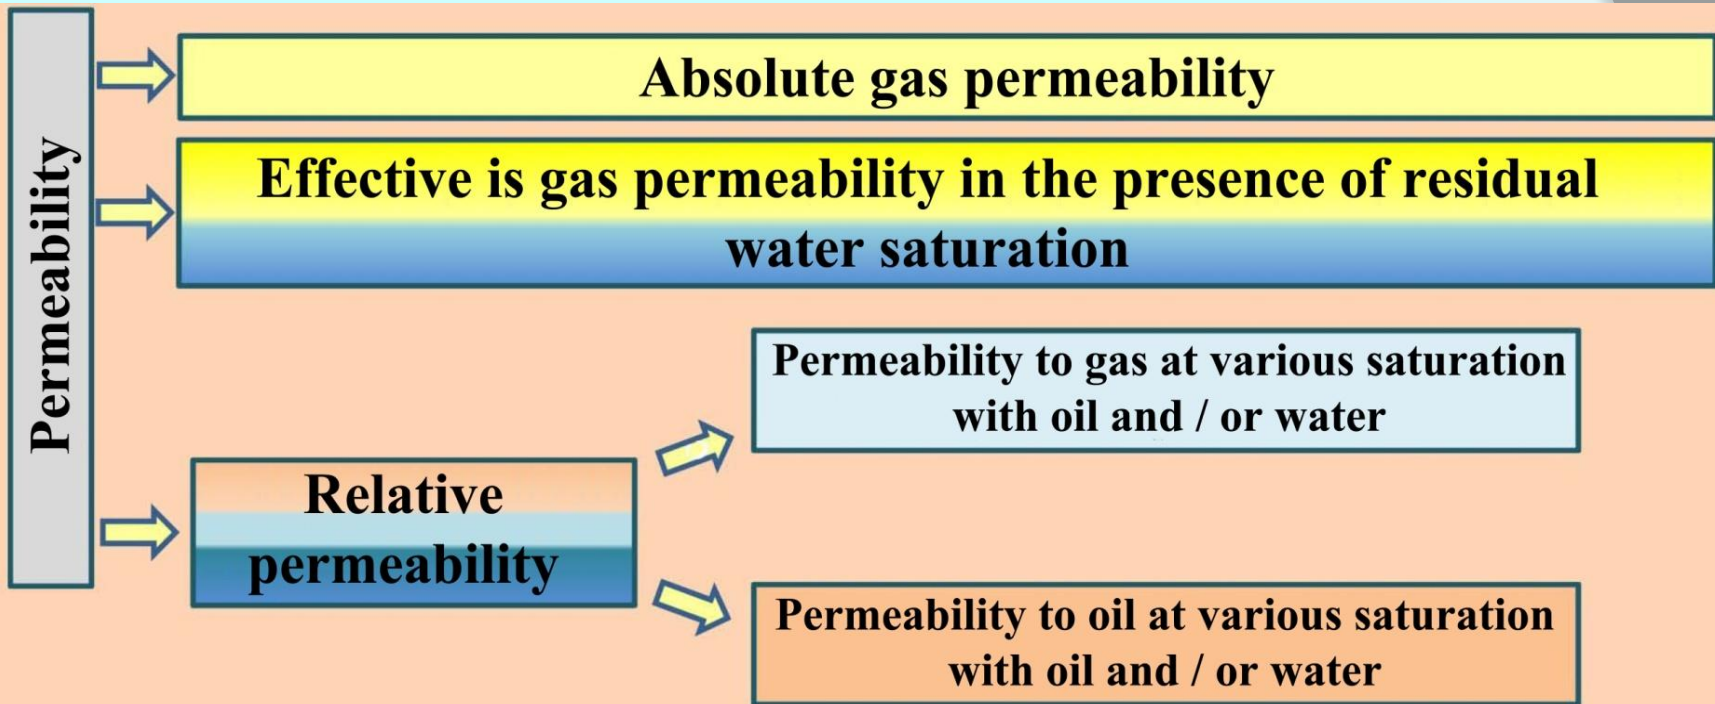 Permeability
Absolute gas permeability
Effective is gas permeability in the presence of residual
water saturation
Relative
permeability
Permeability to gas at various saturation
with oil and / or water
Permeability to oil at various saturation
with oil and / or water